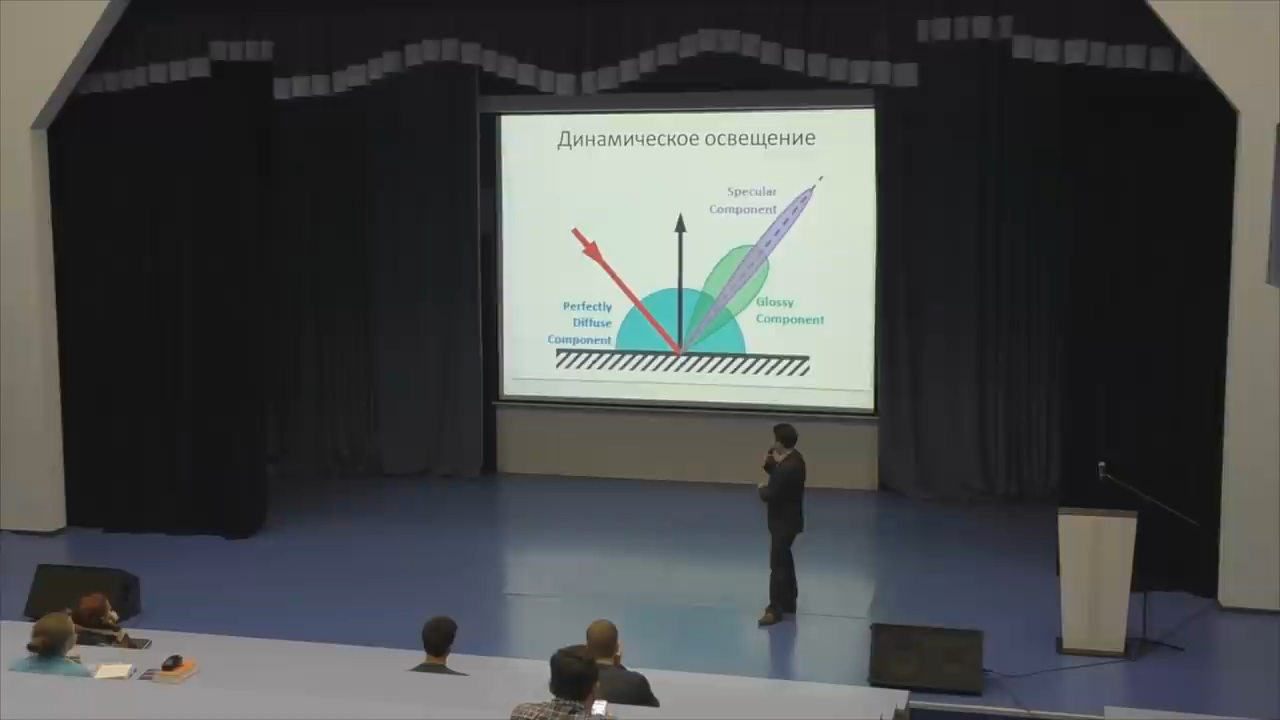 Динамическое освещение
Specular
Component
Perfectly
Diffuse
Component
Glossy
Component